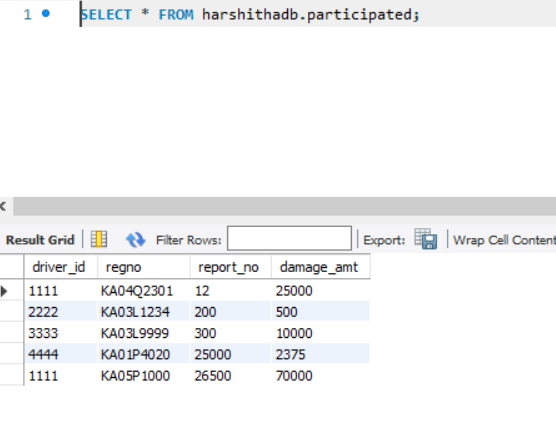 1 SELECT * FROM harshithadb.participated;
Result Grid Filter Rows: Export: Wrap Cell Content
driver_id regno report_no damage_amt
1111 KA04Q2301 12 25000
2222 KA03L1234 200 500
3333 KA03L9999 300 10000
4444 KA01P4020 25000 2375
1111 KA05P1000 26500 70000